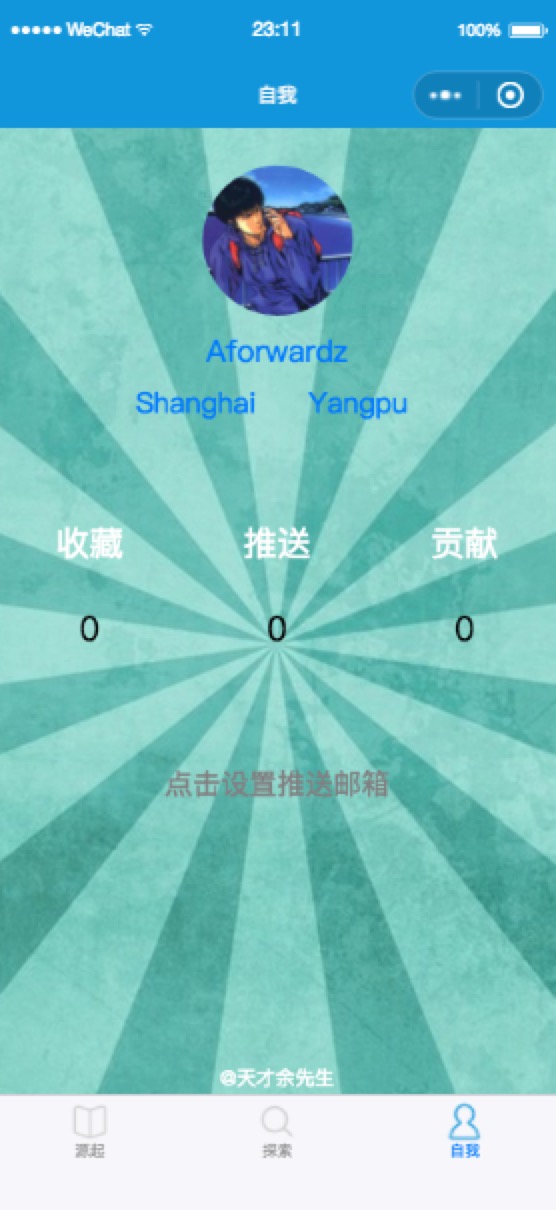 WeChat 23:11 100%
自我
Aforwardz
Shanghai Yangpu
收藏 推送 贡献
0 0 0
点击设置推送邮箱
@天才余先生
源起 探索 自我